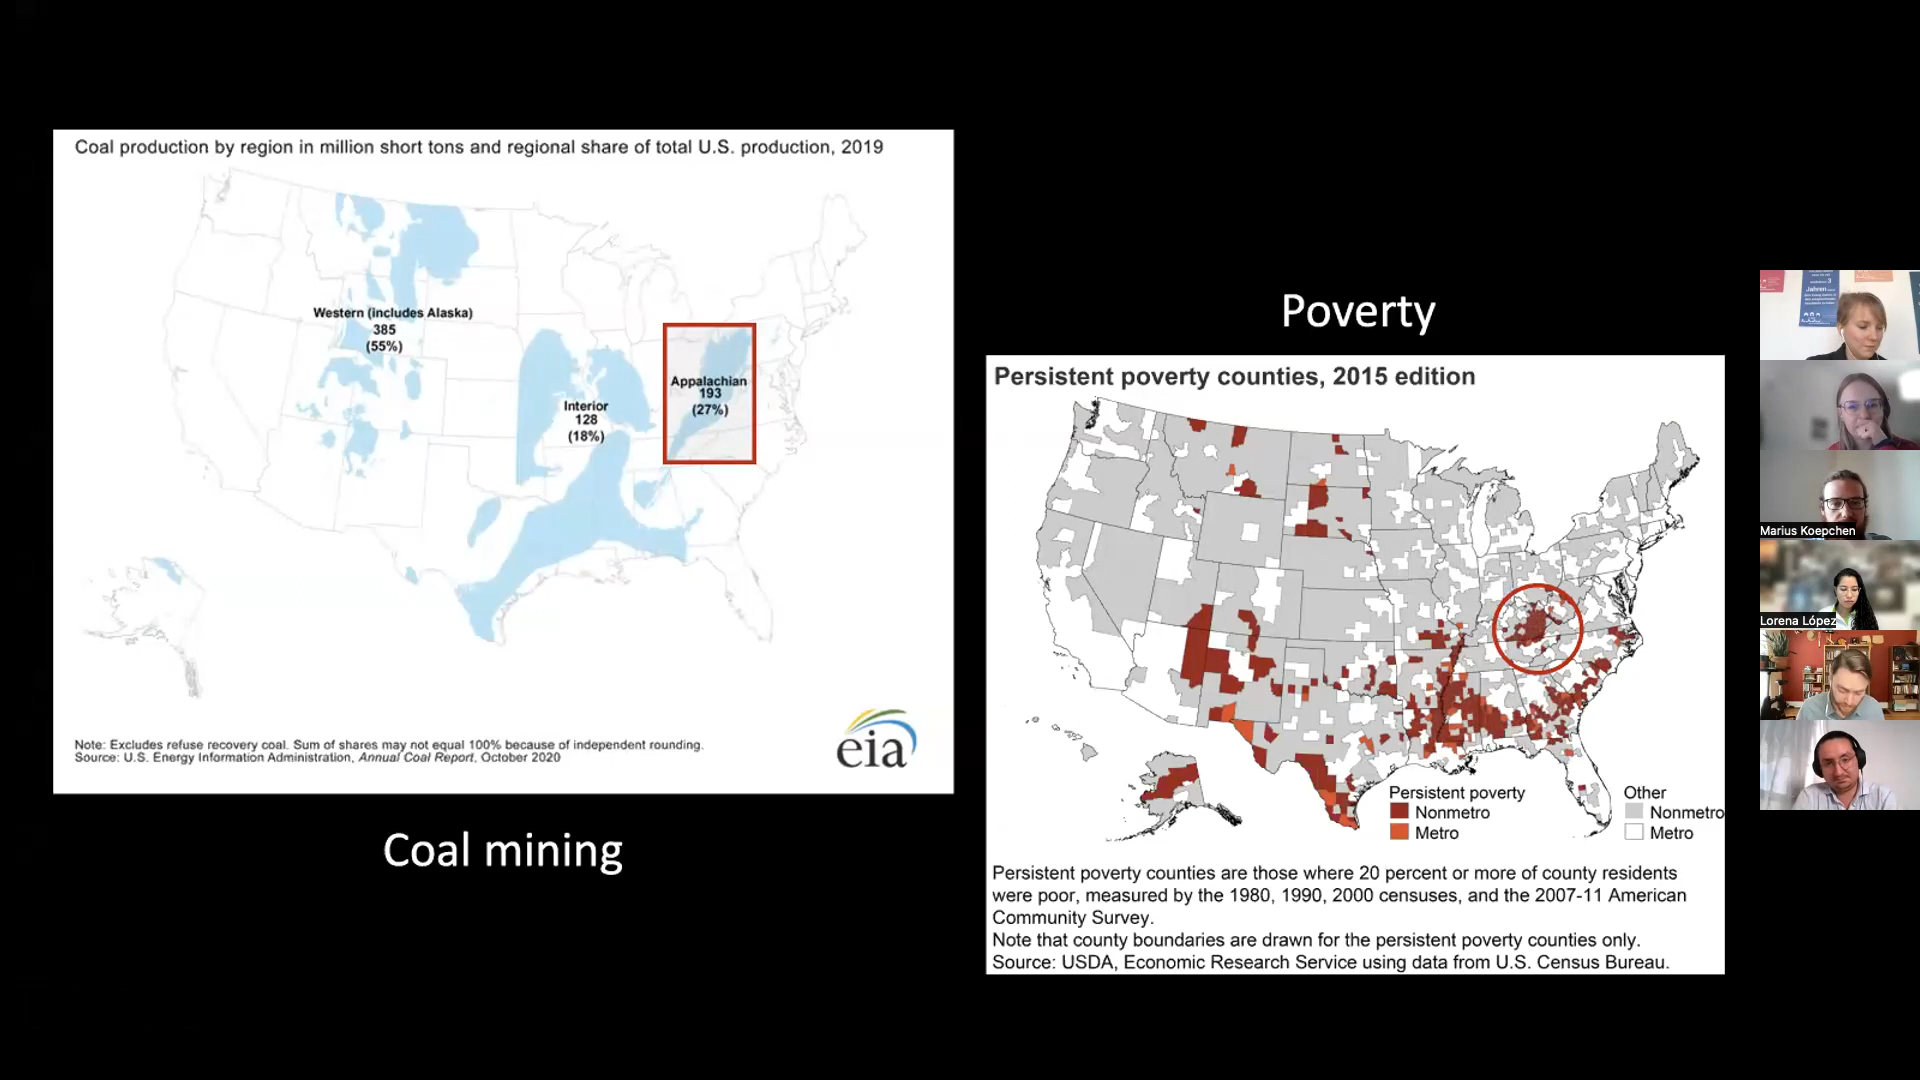 Coal production by region in million short tons and regional share of total U.S. production, 2019
Western (includes Alaska)
385
(55%)
Interior
128
(18%)
Appalachian
193
(27%)
Note: Excludes refuse recovery coal. Sum of shares may not equal 100% because of independent rounding.
Source: U.S. Energy Information Administration, Annual Coal Report, October 2020
eia
Coal mining
Poverty
Persistent poverty counties, 2015 edition
Persistent poverty
Nonmetro
Metro
Other
Nonmetro
Metro
Persistent poverty counties are those where 20 percent or more of county residents
were poor, measured by the 1980, 1990, 2000 censuses, and the 2007-11 American
Community Survey.
Note that county boundaries are drawn for the persistent poverty counties only.
Source: USDA, Economic Research Service using data from U.S. Census Bureau.
3
Jahren
Marius Koepchen
Lorena López